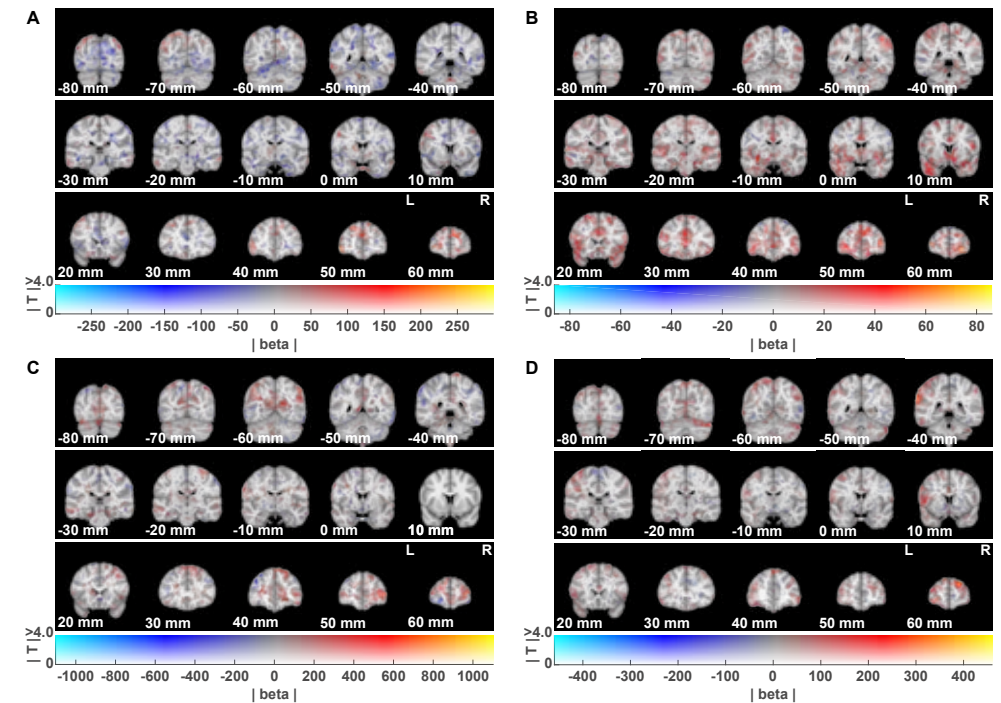 A
-80 mm -70 mm -60 mm -50 mm -40 mm
-30 mm -20 mm -10 mm 0 mm 10 mm
L R
20 mm 30 mm 40 mm 50 mm 60 mm
>4.0
| T |
0
-250 -200 -150 -100 -50 0 50 100 150 200 250
| beta |
B
-80 mm -70 mm -60 mm -50 mm -40 mm
-30 mm -20 mm -10 mm 0 mm 10 mm
L R
20 mm 30 mm 40 mm 50 mm 60 mm
>4.0
| T |
0
-80 -60 -40 -20 0 20 40 60 80
| beta |
C
-80 mm -70 mm -60 mm -50 mm -40 mm
-30 mm -20 mm -10 mm 0 mm 10 mm
L R
20 mm 30 mm 40 mm 50 mm 60 mm
>4.0
| T |
0
-1000 -800 -600 -400 -200 0 200 400 600 800 1000
| beta |
D
-80 mm -70 mm -60 mm -50 mm -40 mm
-30 mm -20 mm -10 mm 0 mm 10 mm
L R
20 mm 30 mm 40 mm 50 mm 60 mm
>4.0
| T |
0
-400 -300 -200 -100 0 100 200 300 400
| beta |